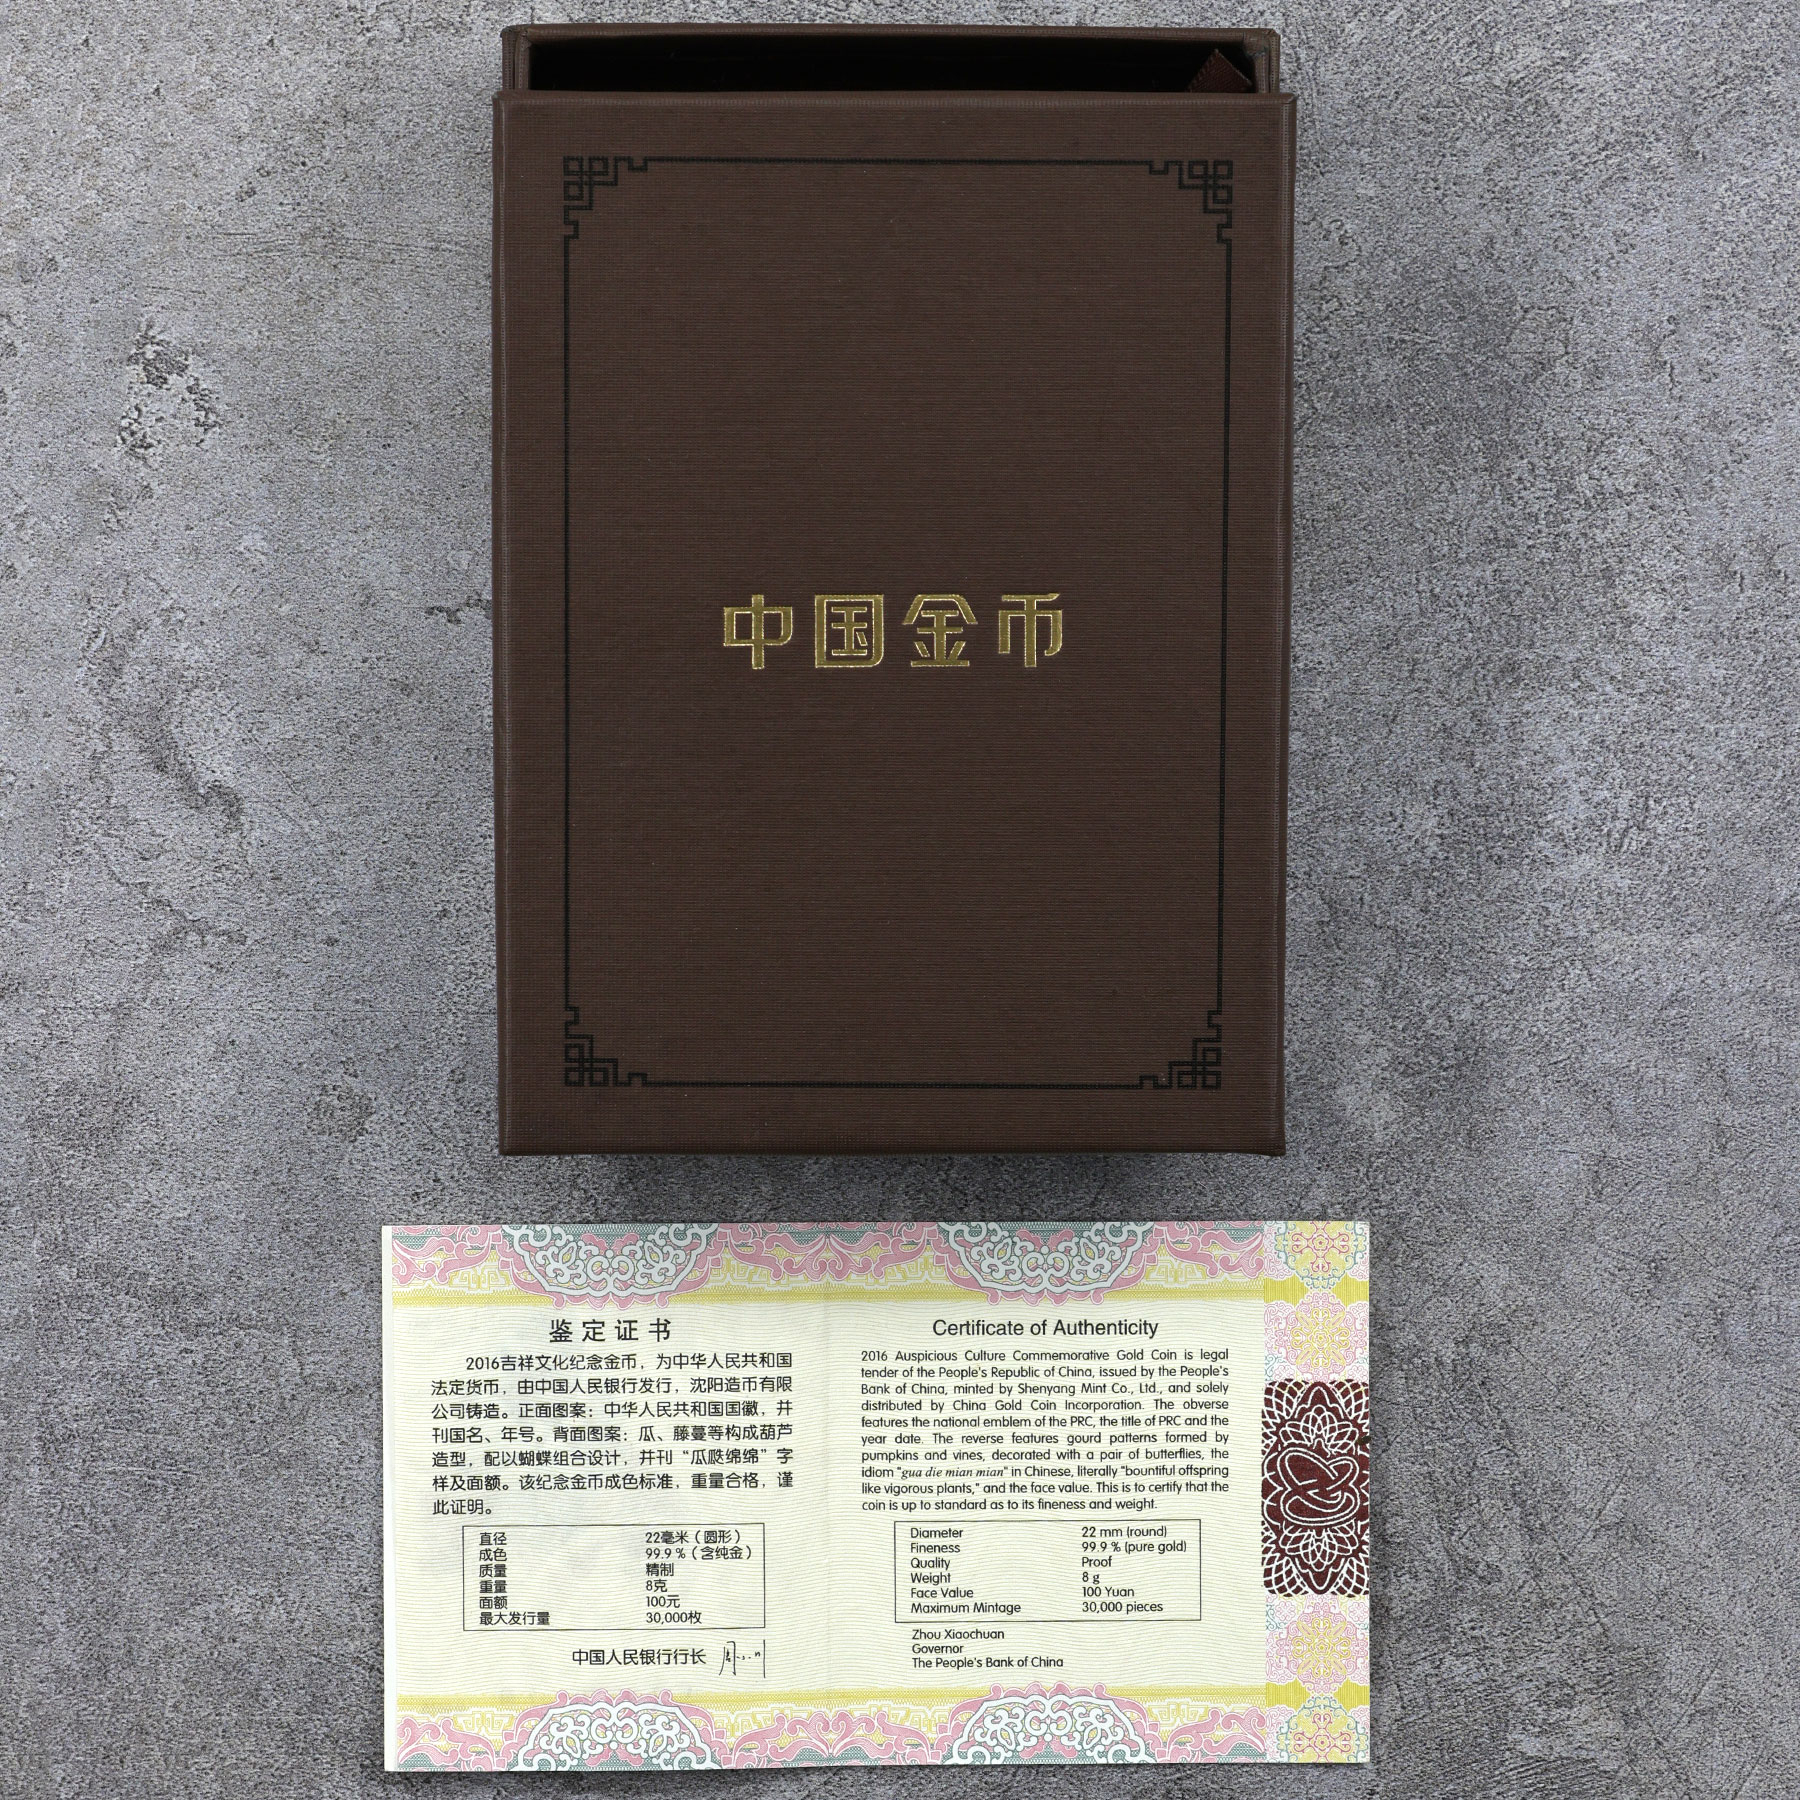 中国金币
鉴定证书
2016吉祥文化纪念金币，为中华人民共和国
法定货币，由中国人民银行发行，沈阳造币有限
公司铸造。正面图案：中华人民共和国国徽，并
刊国名、年号。背面图案：瓜、藤蔓等构成葫芦
造型，配以蝴蝶组合设计，并刊“瓜瓞绵绵”字
样及面额。该纪念金币成色标准，重量合格，谨
此证明。
直径 22毫米（圆形）
成色 99.9％（含纯金）
质量 精制
重量 8克
面额 100元
最大发行量 30,000枚
中国人民银行行长
Certificate of Authenticity
2016 Auspicious Culture Commemorative Gold Coin is legal
tender of the People's Republic of China, issued by the People's
Bank of China, minted by Shenyang Mint Co., Ltd., and solely
distributed by China Gold Coin Incorporation. The obverse
features the national emblem of the PRC, the title of PRC and the
year date. The reverse features gourd patterns formed by
pumpkins and vines, decorated with a pair of butterflies, the
idiom "gua die mian mian" in Chinese, literally "bountiful offspring
like vigorous plants," and the face value. This is to certify that the
coin is up to standard as to its fineness and weight.
Diameter 22 mm (round)
Fineness 99.9 % (pure gold)
Quality Proof
Weight 8 g
Face Value 100 Yuan
Maximum Mintage 30,000 pieces
Zhou Xiaochuan
Governor
The People's Bank of China